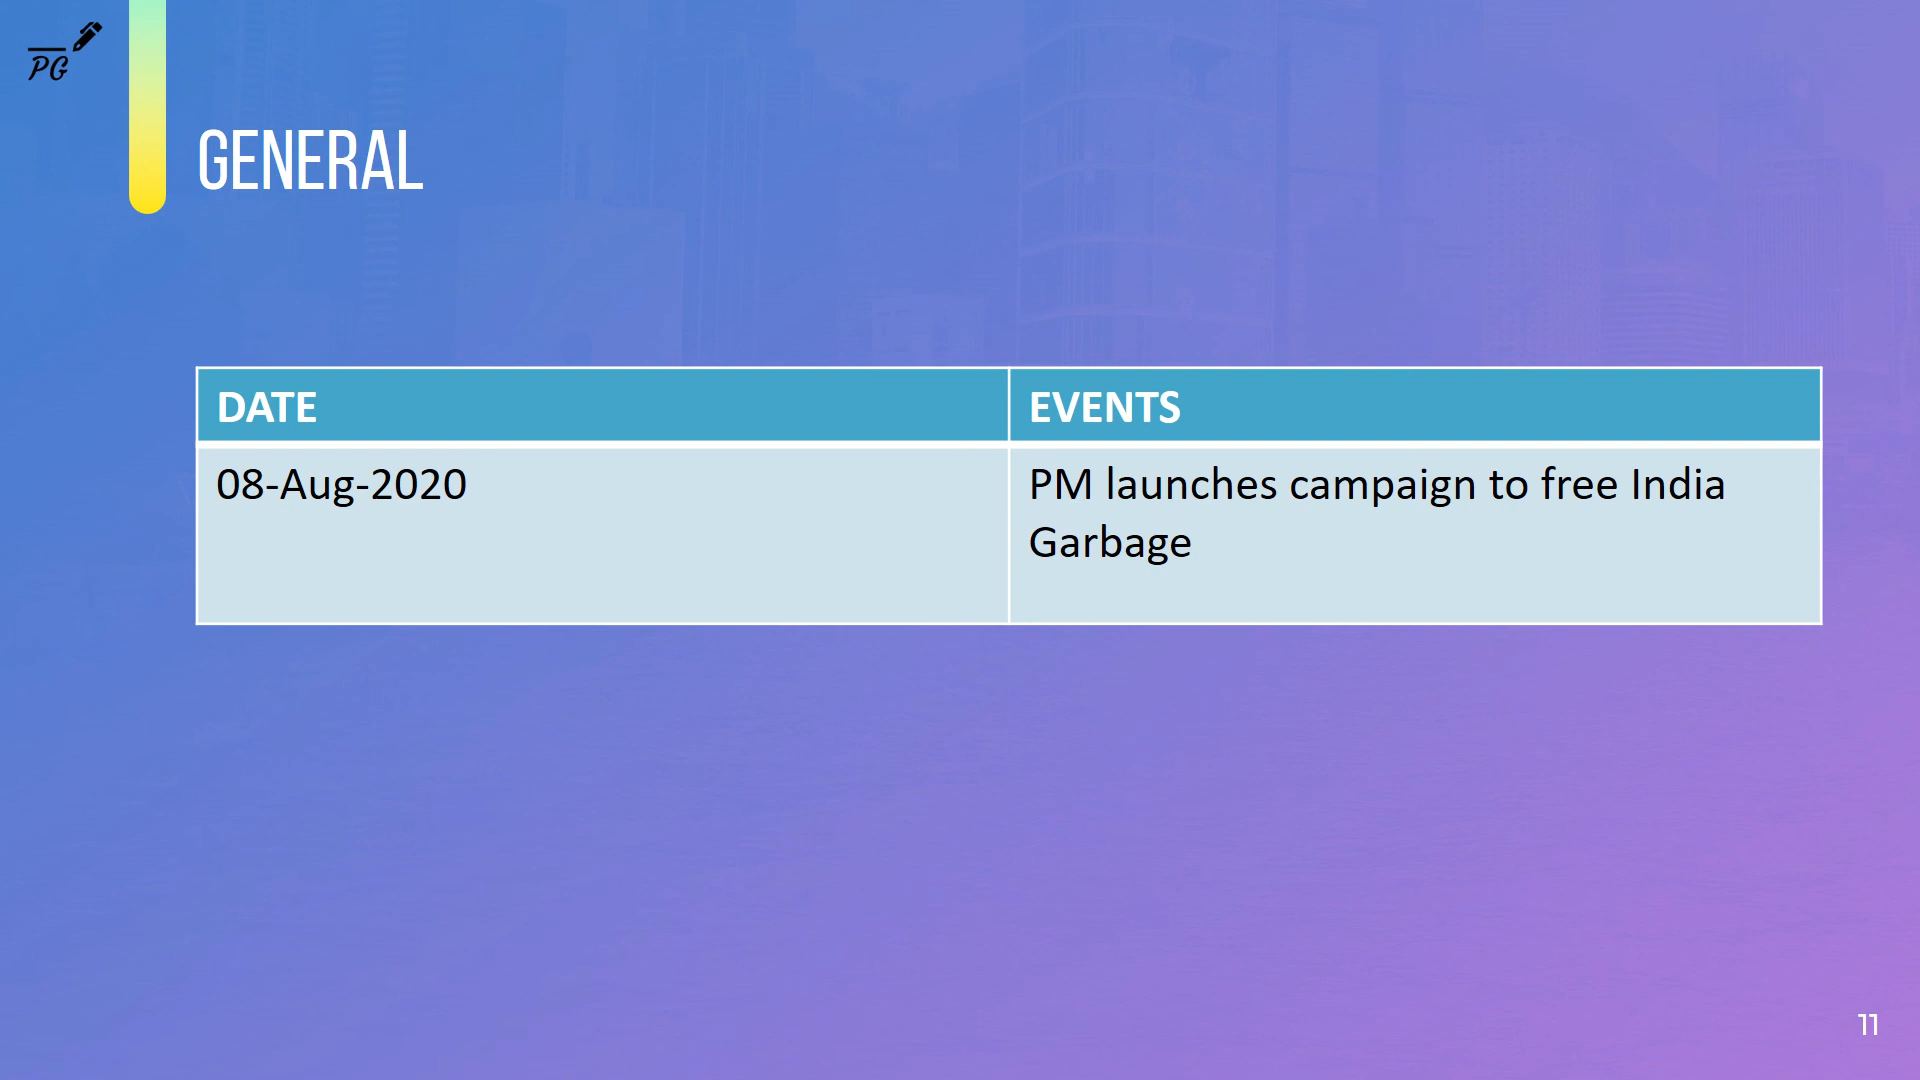 PG
GENERAL
DATE
EVENTS
08-Aug-2020
PM launches campaign to free India
Garbage
11